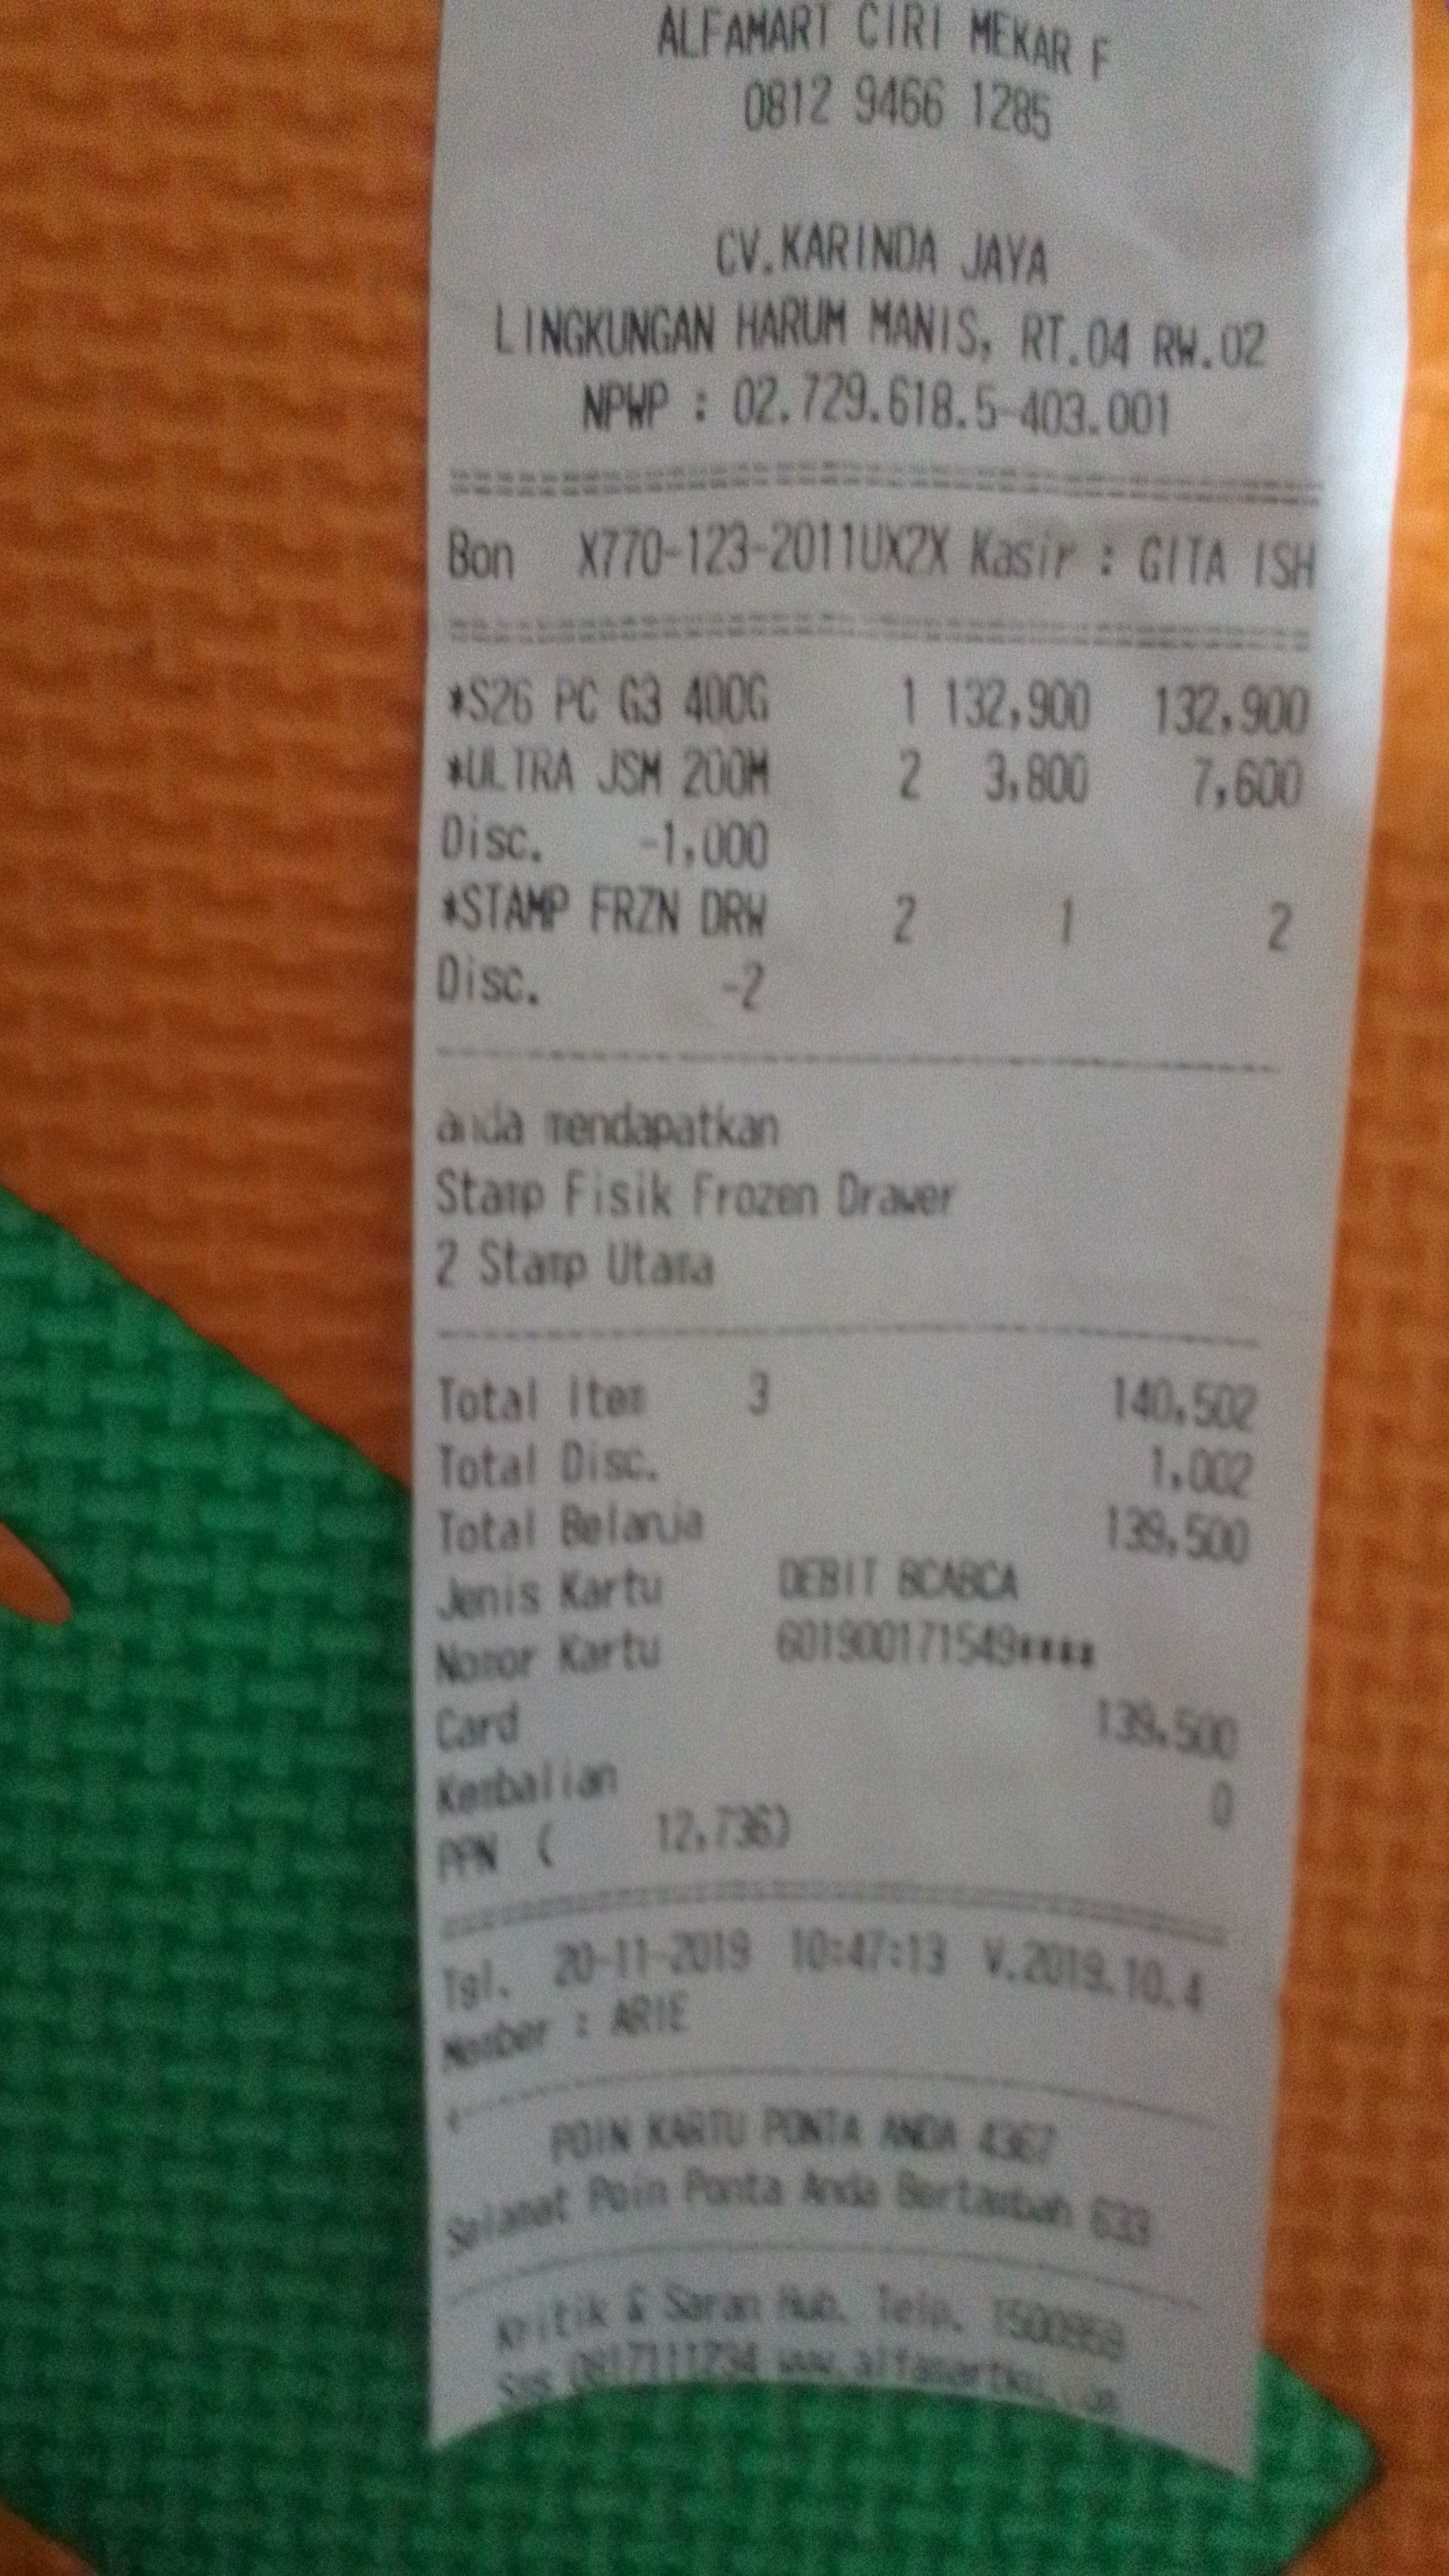 ALFAMART CIRI MEKAR F
0812 9466 1285
CV.KARINDA JAYA
LINGKUNGAN HARUM MANIS, RT.04 RW.02
NPWP : 02.729.618.5-403.001
Bon X770-123-2011UX2X Kasir : GITA ISH
*S26 PC G3 400G 1 132,900 132,900
*ULTRA JSM 200M 2 3,800 7,600
Disc. -1,000
*STAMP FRZN DRW 2 1 2
Disc. -2
anda mendapatkan
Stamp Fisik Frozen Drawer
2 Stamp Utama
Total Item 3 140,502
Total Disc. 1,002
Total Belanja 139,500
Jenis Kartu DEBIT BCABCA
Nomor Kartu 601900171549****
Card 139,500
Kembalian 0
PPN ( 12,736)
Tgl. 20-11-2019 10:47:13 V.2019.10.4
Member : ARIE
POIN KARTU PONTA ANDA 4367
Selamat Poin Ponta Anda Bertambah 633
Kritik & Saran Hub. Telp. 1500959
Sms 0817111234